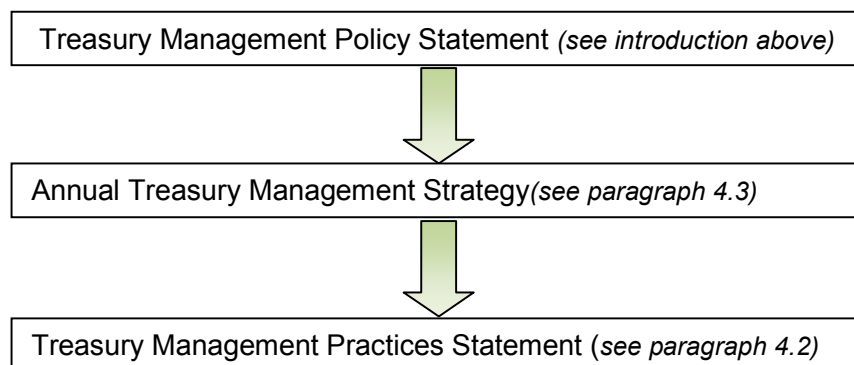 Treasury Management Policy Statement (see introduction above)
Annual Treasury Management Strategy(see paragraph 4.3)
Treasury Management Practices Statement (see paragraph 4.2)